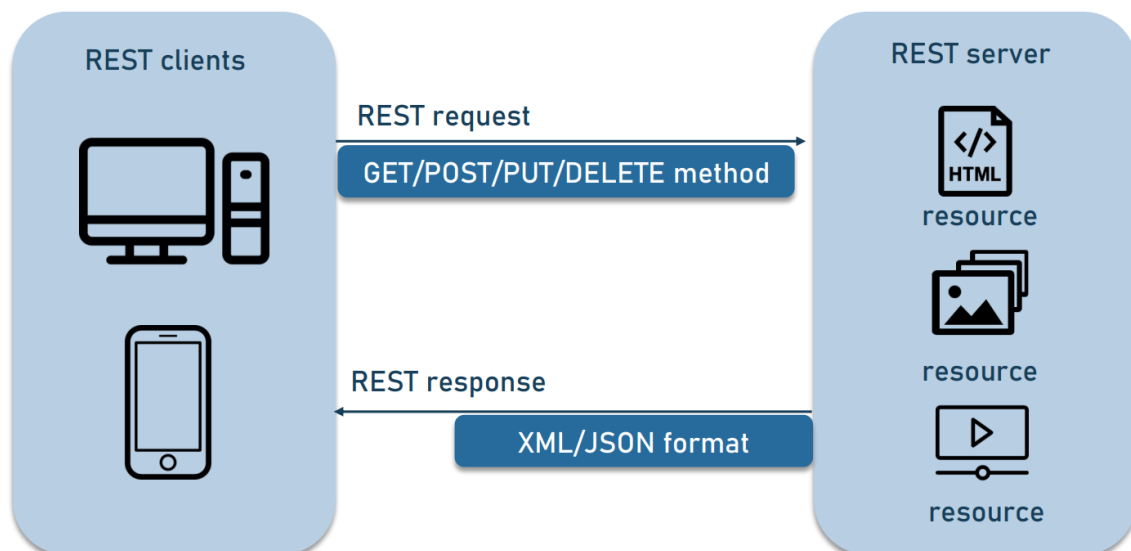 REST clients
REST request
GET/POST/PUT/DELETE method
REST response
XML/JSON format
REST server
</>
HTML
resource
resource
resource